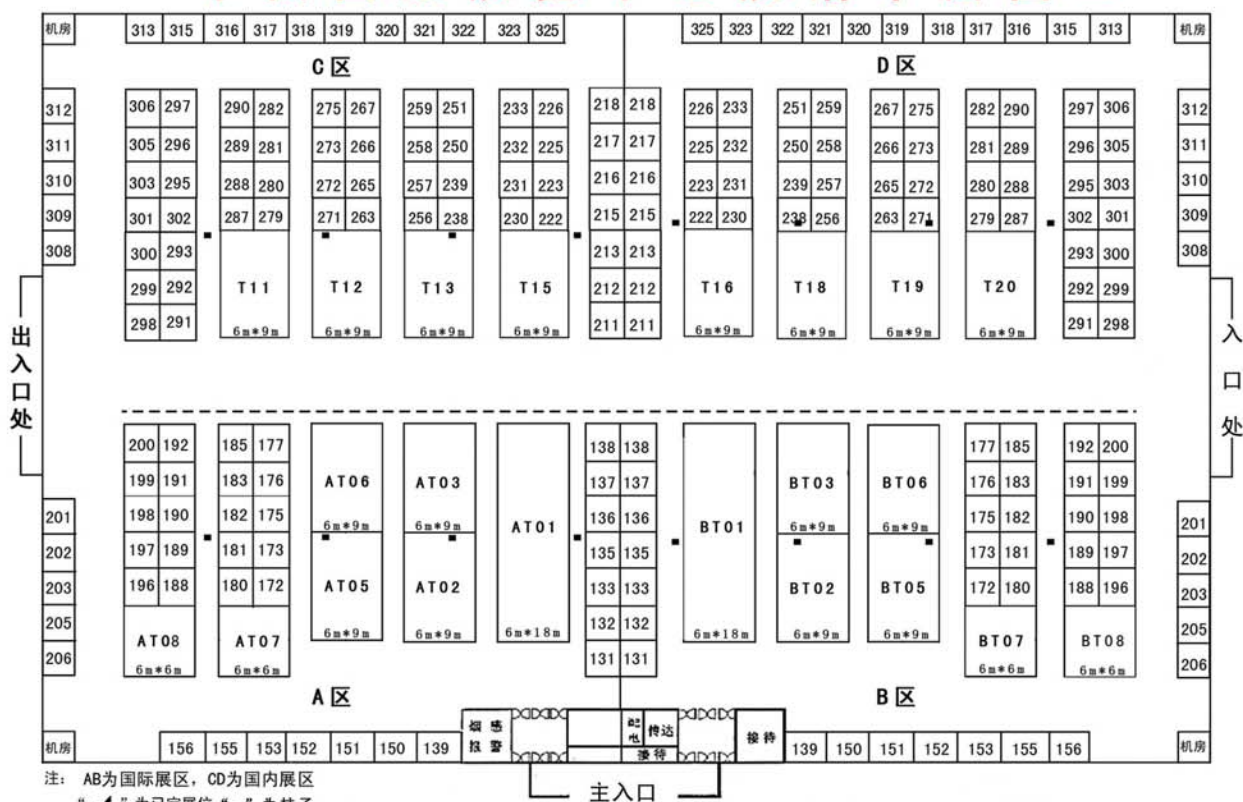 机房 313 315 316 317 318 319 320 321 322 323 325 325 323 322 321 320 319 318 317 316 315 313 机房
C区 D区
312 306 297 290 282 275 267 259 251 233 226 218 218 226 233 251 259 267 275 282 290 297 306 312
311 305 296 289 281 273 266 258 250 232 225 217 217 225 232 250 258 266 273 281 289 296 305 311
310 303 295 288 280 272 265 257 239 231 223 216 216 223 231 239 257 265 272 280 288 295 303 310
309 301 302 287 279 271 263 256 238 230 222 215 215 222 230 238 256 263 271 279 287 302 301 309
308 300 293 213 213 293 300 308
299 292 T11 T12 T13 T15 212 212 T16 T18 T19 T20 292 299
298 291 6m*9m 6m*9m 6m*9m 6m*9m 211 211 6m*9m 6m*9m 6m*9m 6m*9m 291 298
出入口处
入口处
200 192 185 177 138 138 177 185 192 200
199 191 183 176 AT06 AT03 137 137 BT03 BT06 176 183 191 199
201 198 190 182 175 6m*9m 6m*9m AT01 136 136 BT01 6m*9m 6m*9m 175 182 190 198 201
202 197 189 181 173 135 135 173 181 189 197 202
203 196 188 180 172 AT05 AT02 133 133 BT02 BT05 172 180 188 196 203
205 AT08 AT07 6m*9m 6m*9m 6m*18m 132 132 6m*18m 6m*9m 6m*9m BT07 BT08 205
206 6m*6m 6m*6m 131 131 6m*6m 6m*6m 206
A区 B区
烟感 配电 传达 接待
报警 接待
机房 156 155 153 152 151 150 139 139 150 151 152 153 155 156 机房
主入口
注: AB为国际展区，CD为国内展区